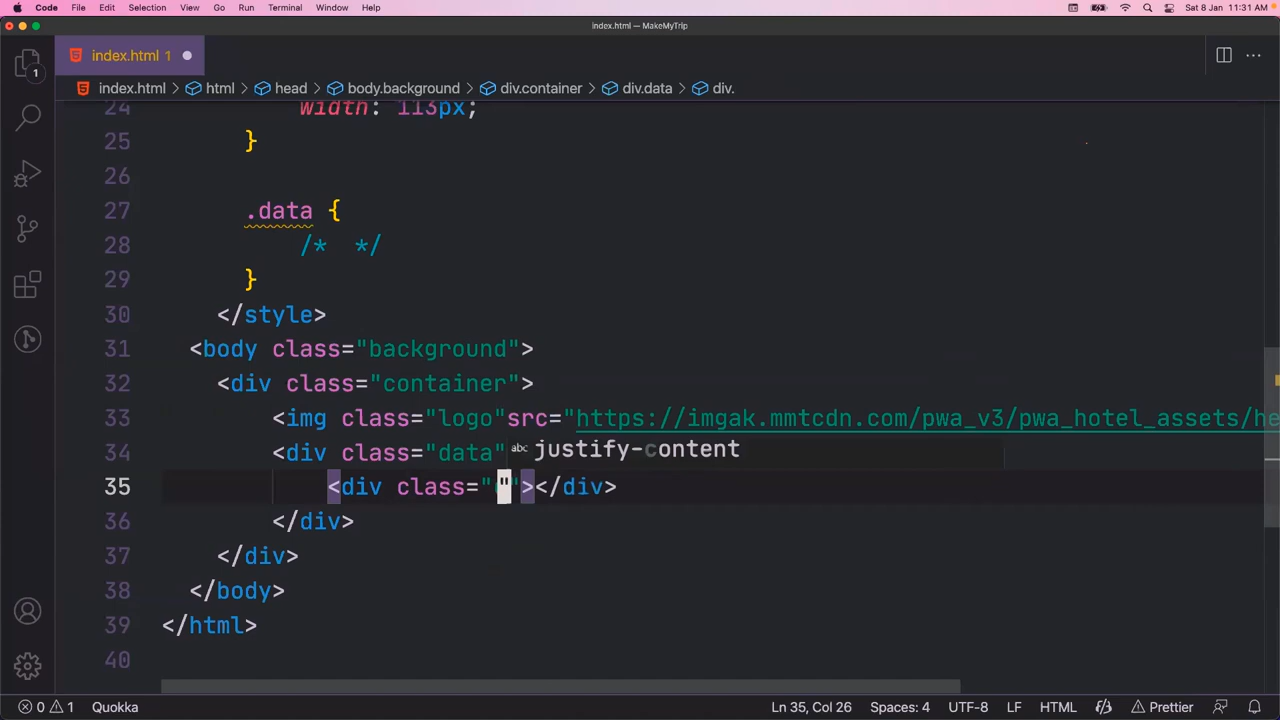 Code File Edit Selection View Go Run Terminal Window Help Sat 8 Jan 11:31 AM
index.html — MakeMyTrip
index.html 1
index.html > html > head > body.background > div.container > div.data > div.
1
24 width: 113px;
25 }
26
27 .data {
28 /*  */
29 }
30 </style>
31 <body class="background">
32 <div class="container">
33 <img class="logo"src="https://imgak.mmtcdn.com/pwa_v3/pwa_hotel_assets/he
34 <div class="data"
abc justify-content
35 <div class="c"></div>
36 </div>
37 </div>
38 </body>
39 </html>
40
0 1 Quokka Ln 35, Col 26 Spaces: 4 UTF-8 LF HTML Prettier